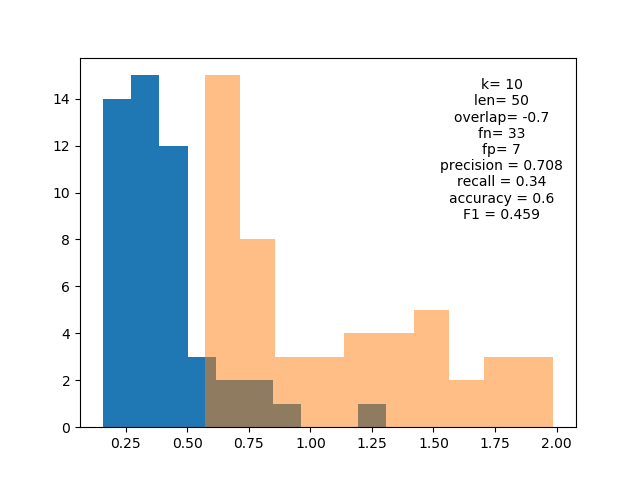 k= 10
len= 50
overlap= -0.7
fn= 33
fp= 7
precision = 0.708
recall = 0.34
accuracy = 0.6
F1 = 0.459
14
12
10
8
6
4
2
0
0.25 0.50 0.75 1.00 1.25 1.50 1.75 2.00